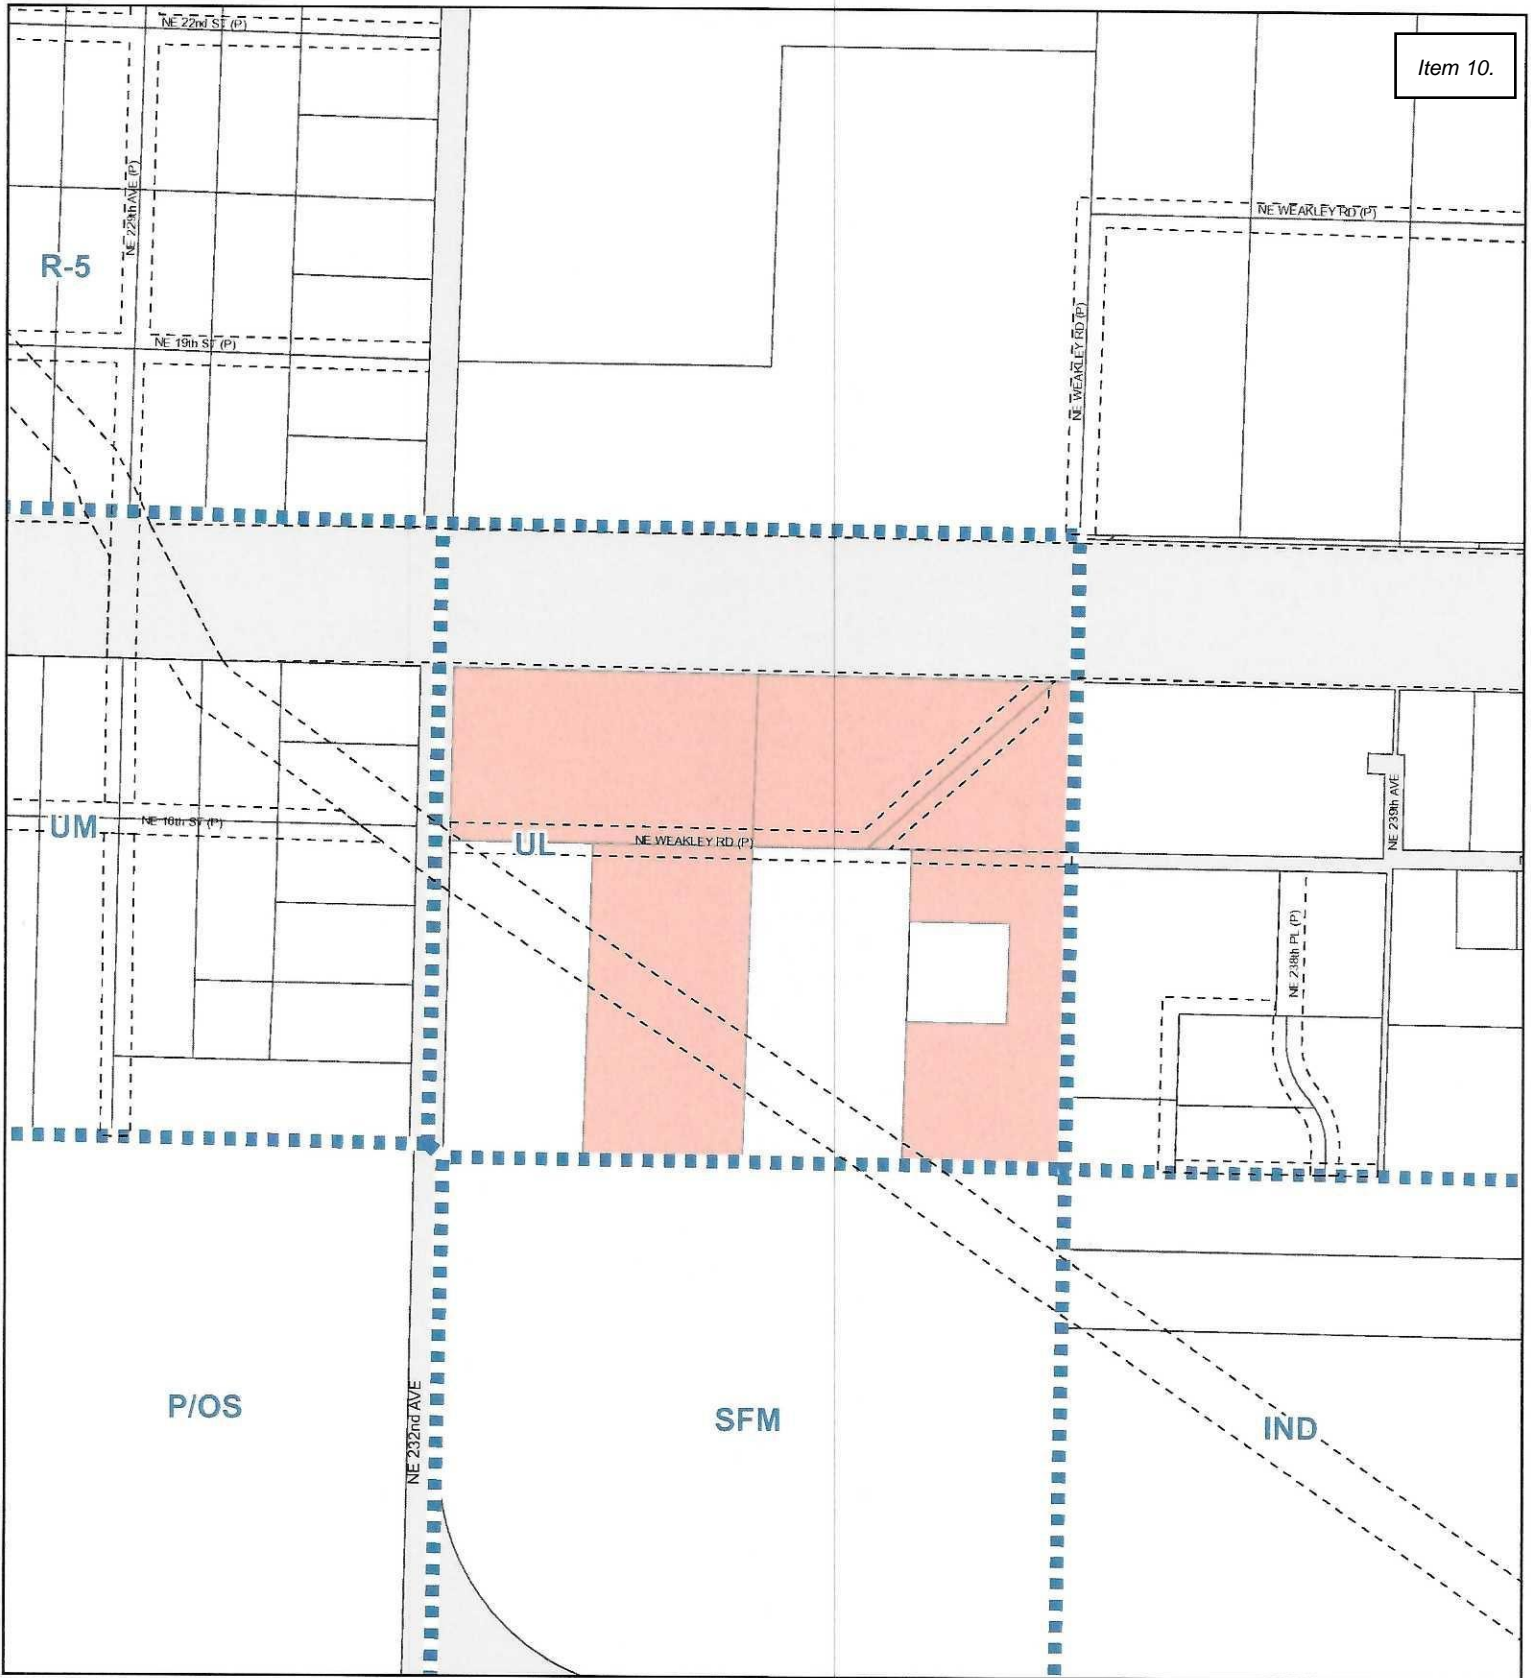 NE 22nd ST (P)
Item 10.
NE 229th AVE (P)
NE WEAKLEY RD (P)
R-5
NE WEAKLEY RD (P)
NE 19th ST (P)
UM
NE 16th ST (P)
UL
NE WEAKLEY RD (P)
NE 239th AVE
NE 238th PL (P)
P/OS
NE 232nd AVE
SFM
IND